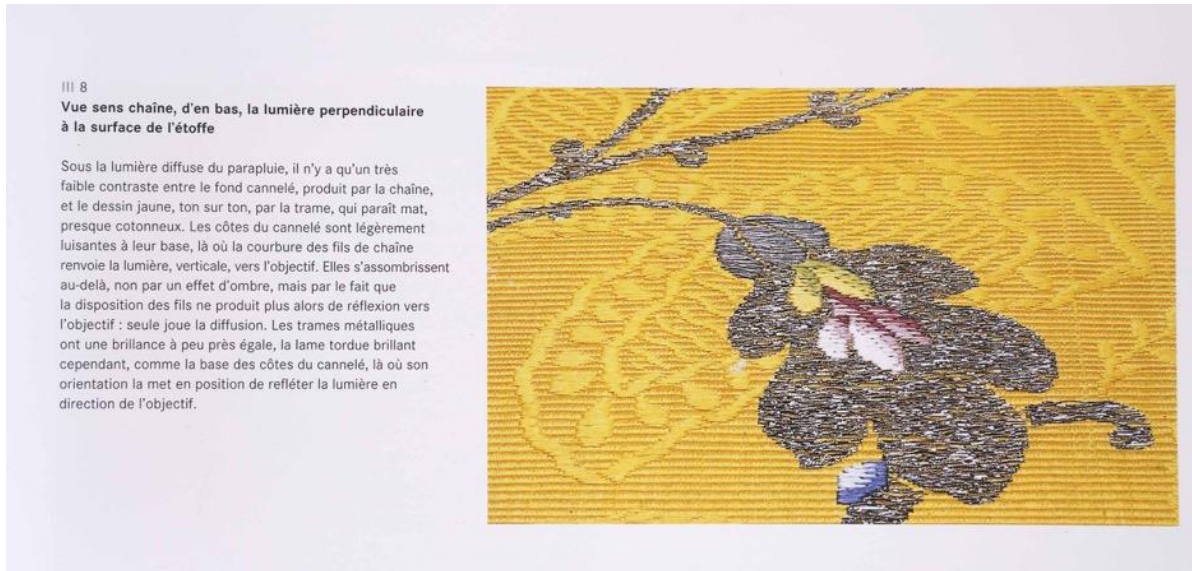 III 8
Vue sens chaîne, d'en bas, la lumière perpendiculaire
à la surface de l'étoffe
Sous la lumière diffuse du parapluie, il n'y a qu'un très
faible contraste entre le fond cannelé, produit par la chaîne,
et le dessin jaune, ton sur ton, par la trame, qui paraît mat,
presque cotonneux. Les côtes du cannelé sont légèrement
luisantes à leur base, là où la courbure des fils de chaîne
renvoie la lumière, verticale, vers l'objectif. Elles s'assombrissent
au-delà, non par un effet d'ombre, mais par le fait que
la disposition des fils ne produit plus alors de réflexion vers
l'objectif : seule joue la diffusion. Les trames métalliques
ont une brillance à peu près égale, la lame tordue brillant
cependant, comme la base des côtes du cannelé, là où son
orientation la met en position de refléter la lumière en
direction de l'objectif.